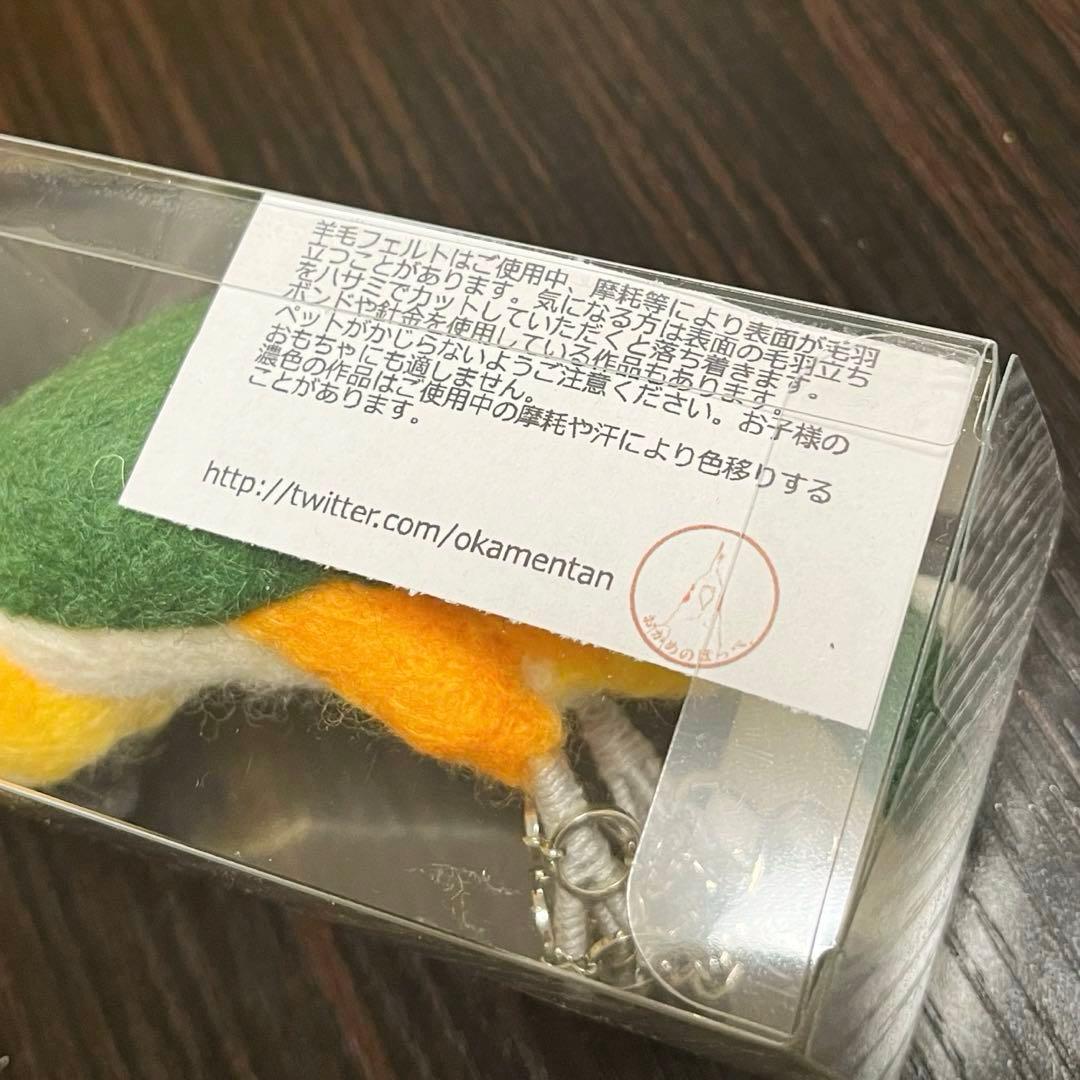 羊毛フェルトはご使用中、摩耗等により表面が毛羽
立つことがあります。気になる方は表面の毛羽立ち
をハサミでカットしていただくと落ち着きます。
ボンドや針金を使用している作品もあります。
ペットがかじらないようご注意ください。お子様の
おもちゃにも適しません。
濃色の作品はご使用中の摩耗や汗により色移りする
ことがあります。
http://twitter.com/okamentan
おかめのほっぺ。